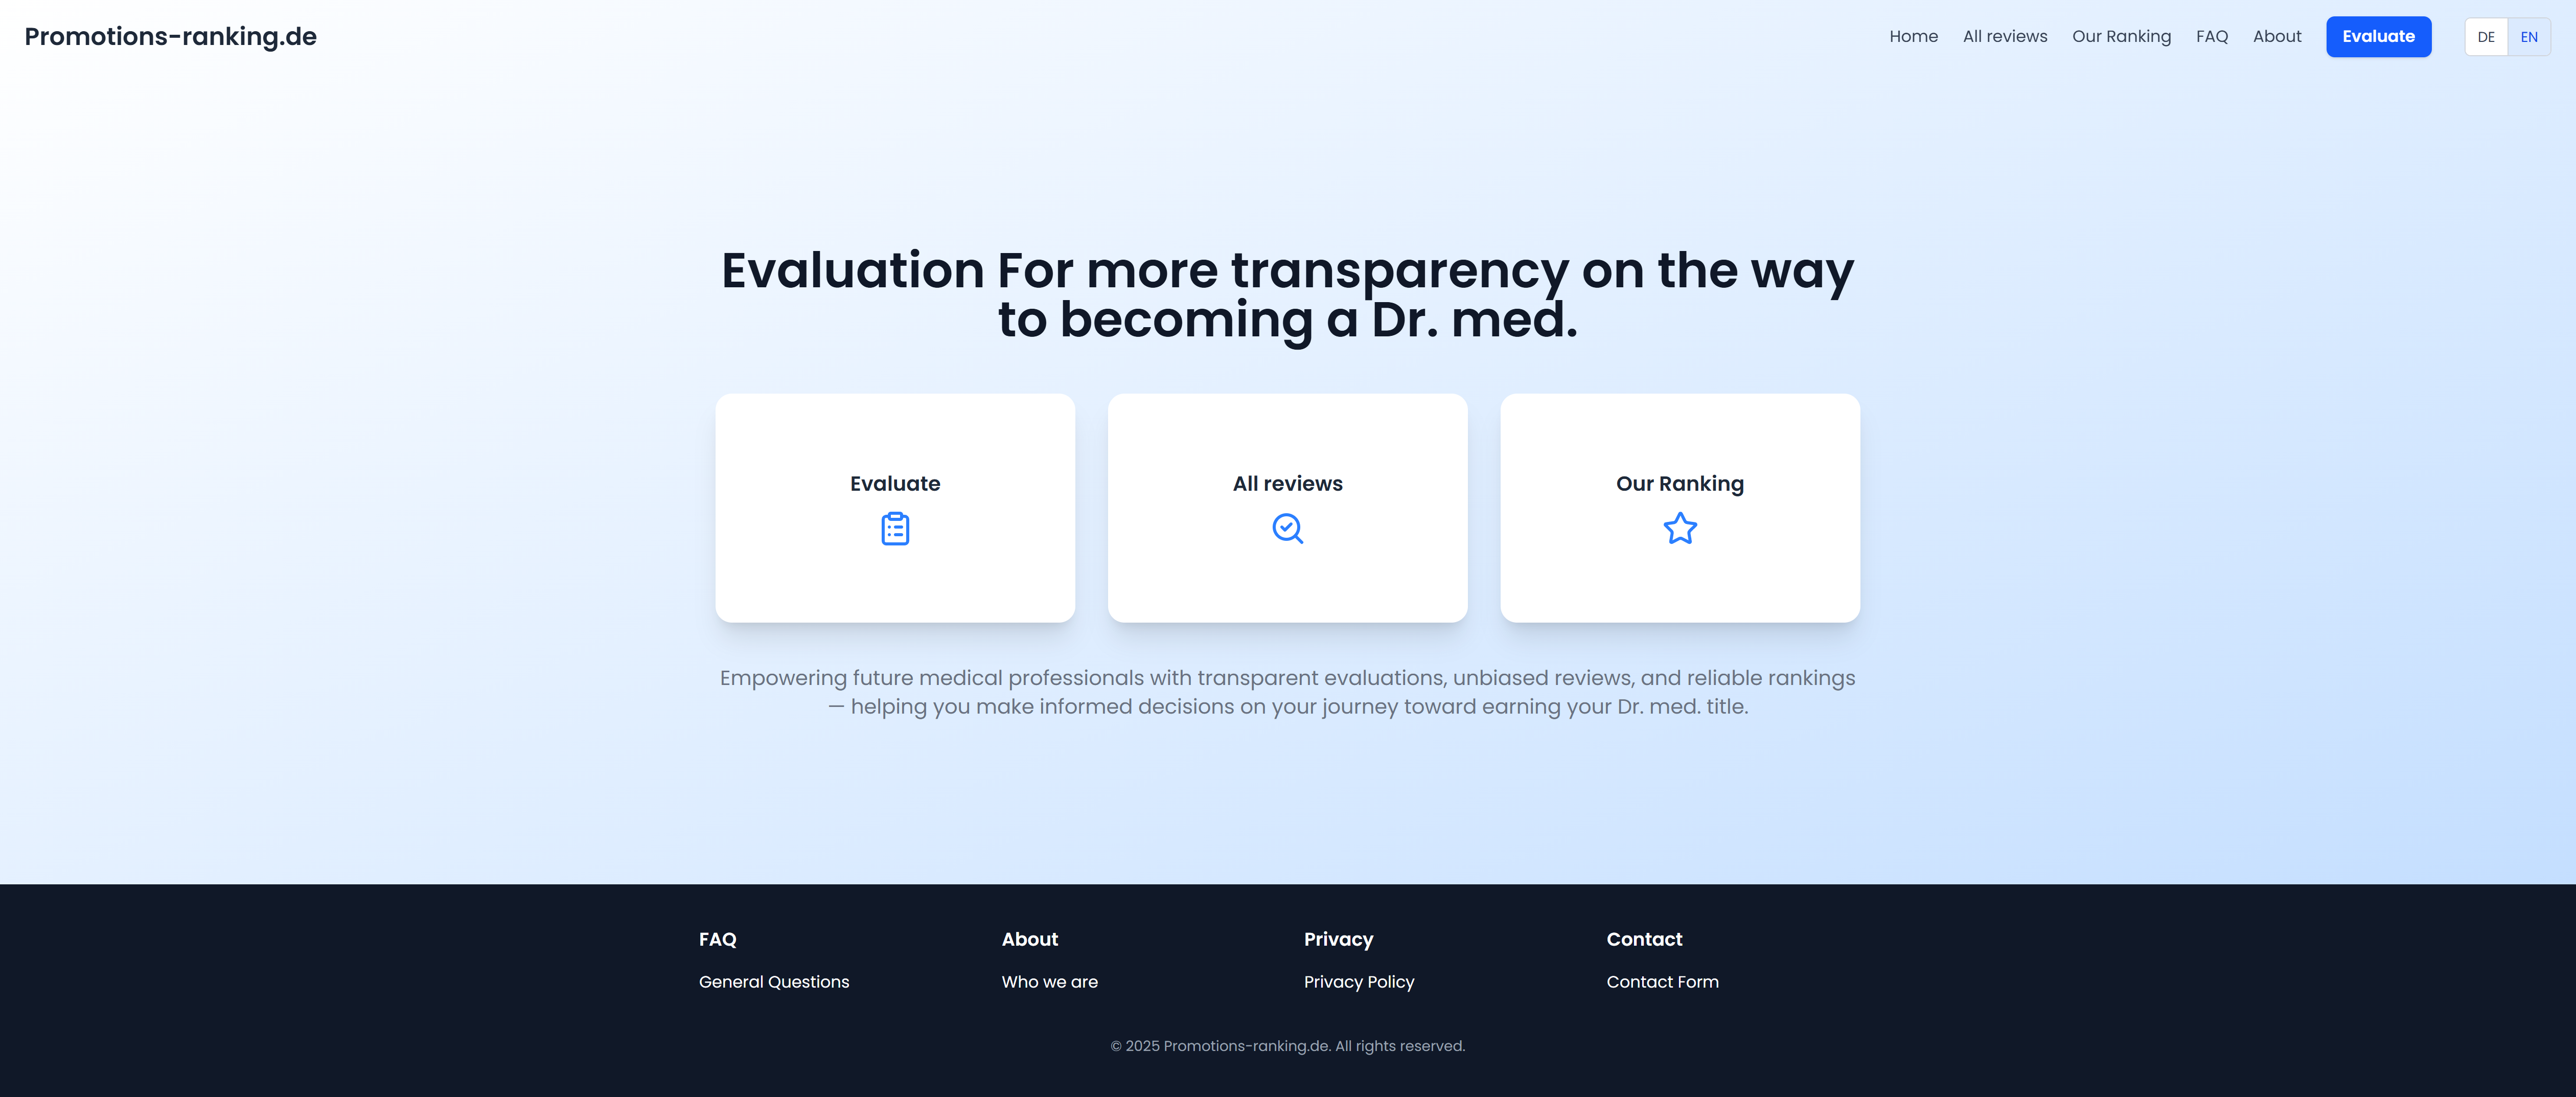 Promotions-ranking.de
Home All reviews Our Ranking FAQ About Evaluate DE EN
Evaluation For more transparency on the way
to becoming a Dr. med.
Evaluate All reviews Our Ranking
Empowering future medical professionals with transparent evaluations, unbiased reviews, and reliable rankings
— helping you make informed decisions on your journey toward earning your Dr. med. title.
FAQ About Privacy Contact
General Questions Who we are Privacy Policy Contact Form
© 2025 Promotions-ranking.de. All rights reserved.